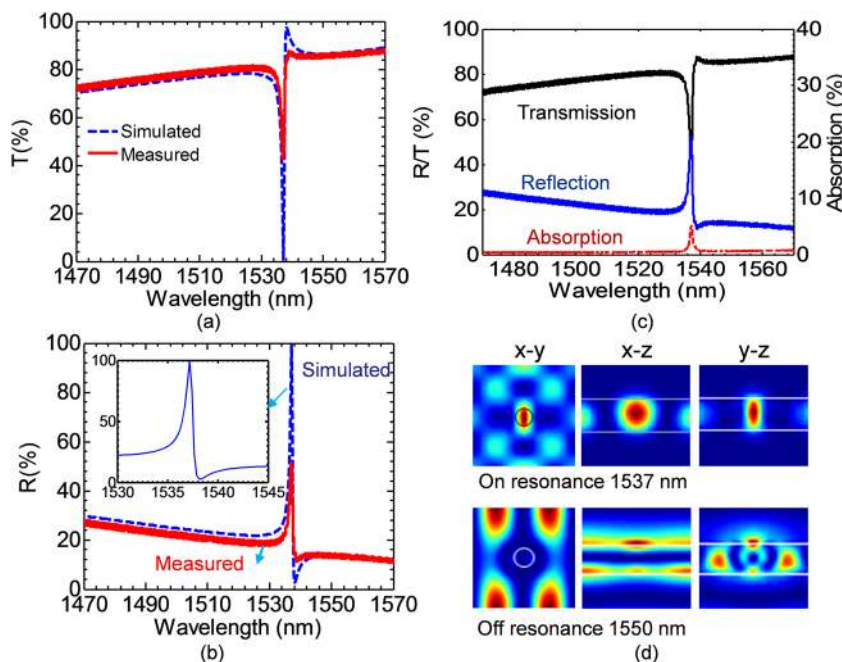 100
80
60
40
20
0
T(%)
Simulated
Measured
1470 1490 1510 1530 1550 1570
Wavelength (nm)
(a)
100
80
60
40
20
0
R(%)
100
50
0
1530 1535 1540 1545
Simulated
Measured
1470 1490 1510 1530 1550 1570
Wavelength (nm)
(b)
100
80
60
40
20
0
R/T (%)
40
30
20
10
0
Absorption (%)
Transmission
Reflection
Absorption
1480 1500 1520 1540 1560
Wavelength (nm)
(c)
x-y x-z y-z
On resonance 1537 nm
Off resonance 1550 nm
(d)